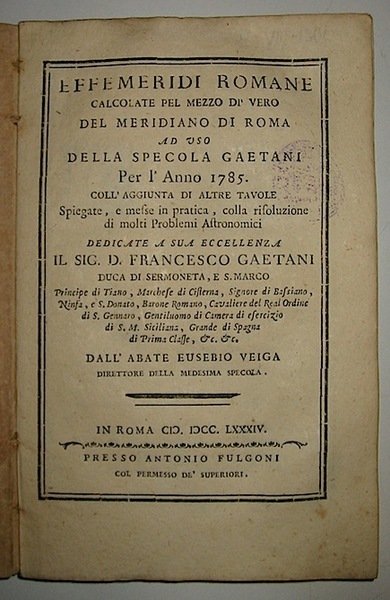 EFFEMERIDI ROMANE
CALCOLATE PEL MEZZO DI' VERO
DEL MERIDIANO DI ROMA
AD USO
DELLA SPECOLA GAETANI
Per l'Anno 1785.
COLL' AGGIUNTA DI ALTRE TAVOLE
Spiegate, e messe in pratica, colla risoluzione
di molti Problemi Astronomici
DEDICATE A SUA ECCELLENZA
IL SIG. D. FRANCESCO GAETANI
DUCA DI SERMONETA, E S. MARCO
Principe di Tiano, Marchese di Cisterna, Signore di Bassiano,
Ninfa, e S. Donato, Barone Romano, Cavaliere del Real Ordine
di S. Gennaro, Gentiluomo di Camera di esercizio
di S. M. Siciliana, Grande di Spagna
di Prima Classe, &c. &c.
DALL' ABATE EUSEBIO VEIGA
DIRETTORE DELLA MEDESIMA SPECOLA.
IN ROMA CIƆ. IƆCC. LXXXIV.
PRESSO ANTONIO FULGONI
COL PERMESSO DE' SUPERIORI.